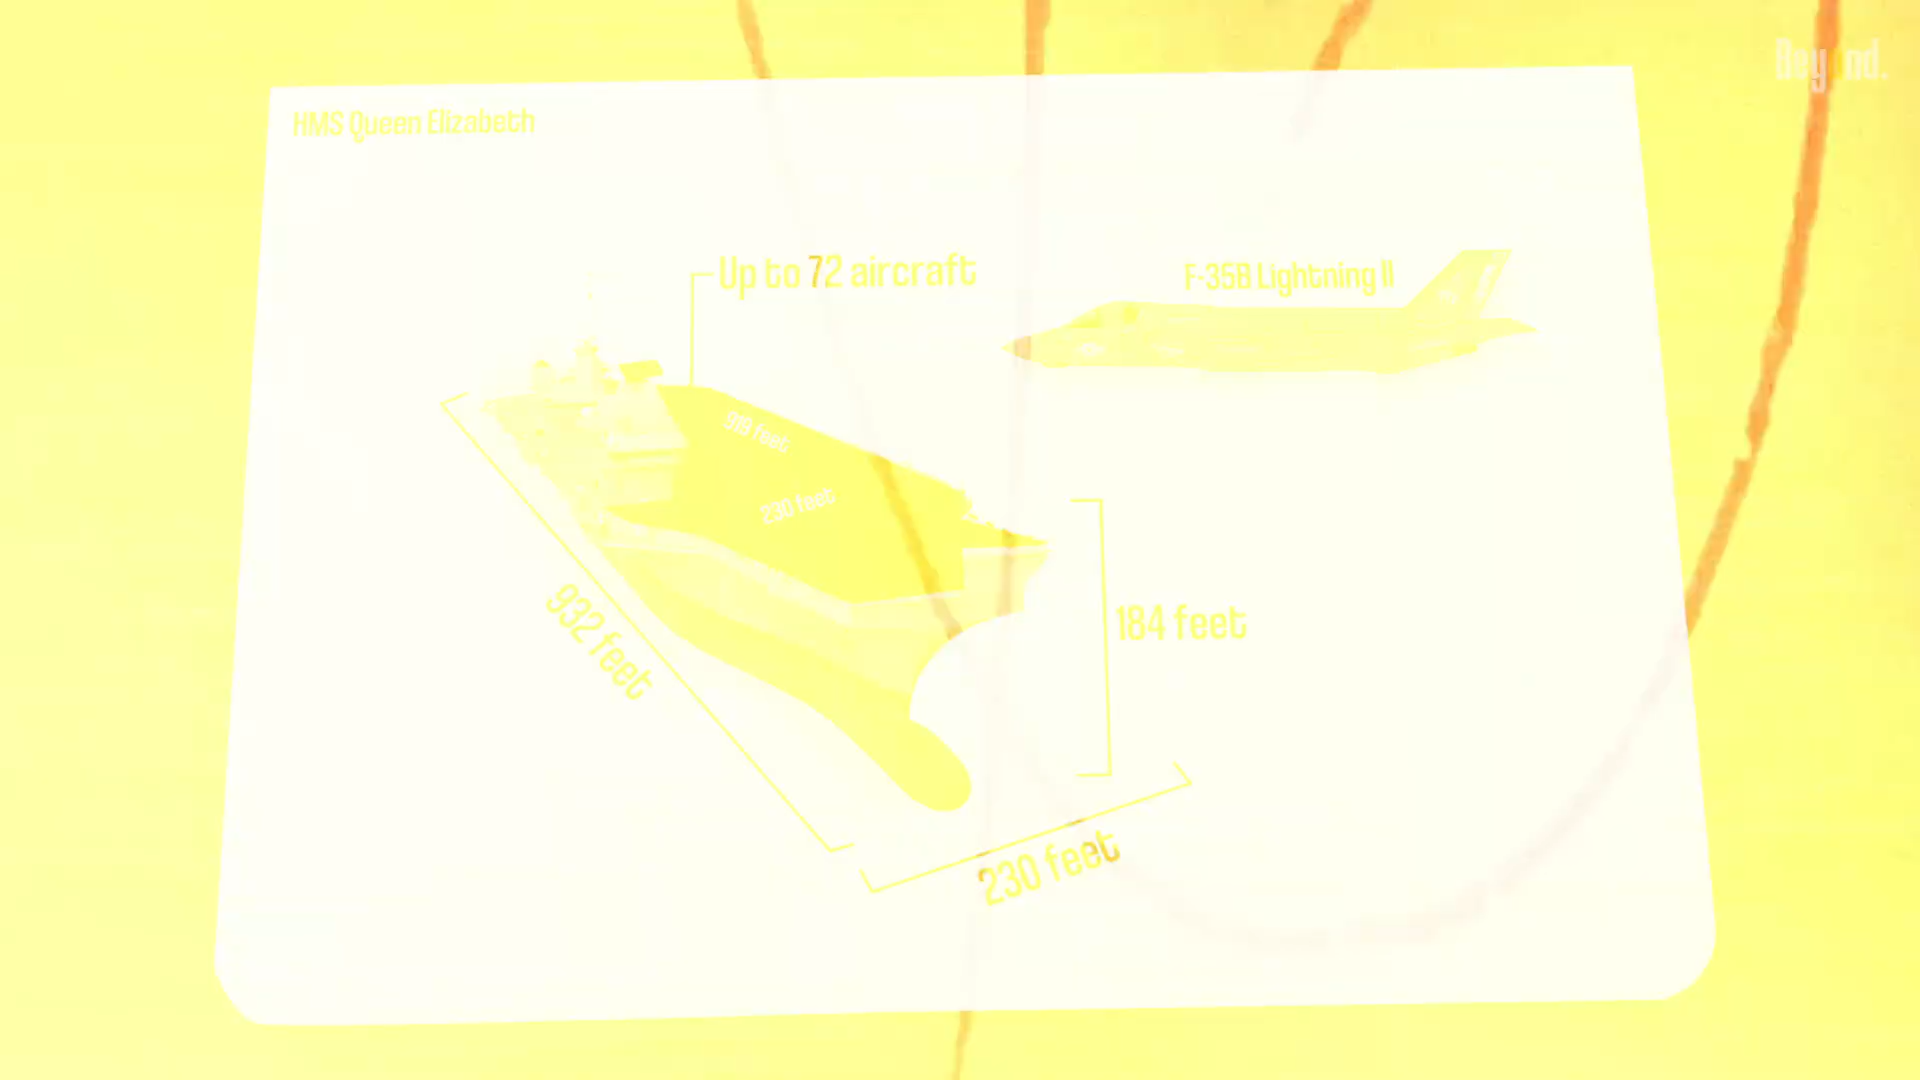 Beyond.
HMS Queen Elizabeth
Up to 72 aircraft
F-35B Lightning II
919 feet
230 feet
932 feet
184 feet
230 feet